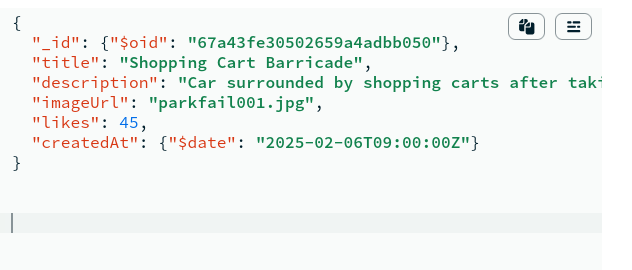 {
"_id": {"$oid": "67a43fe30502659a4adbb050"},
"title": "Shopping Cart Barricade",
"description": "Car surrounded by shopping carts after taki
"imageUrl": "parkfail001.jpg",
"likes": 45,
"createdAt": {"$date": "2025-02-06T09:00:00Z"}
}